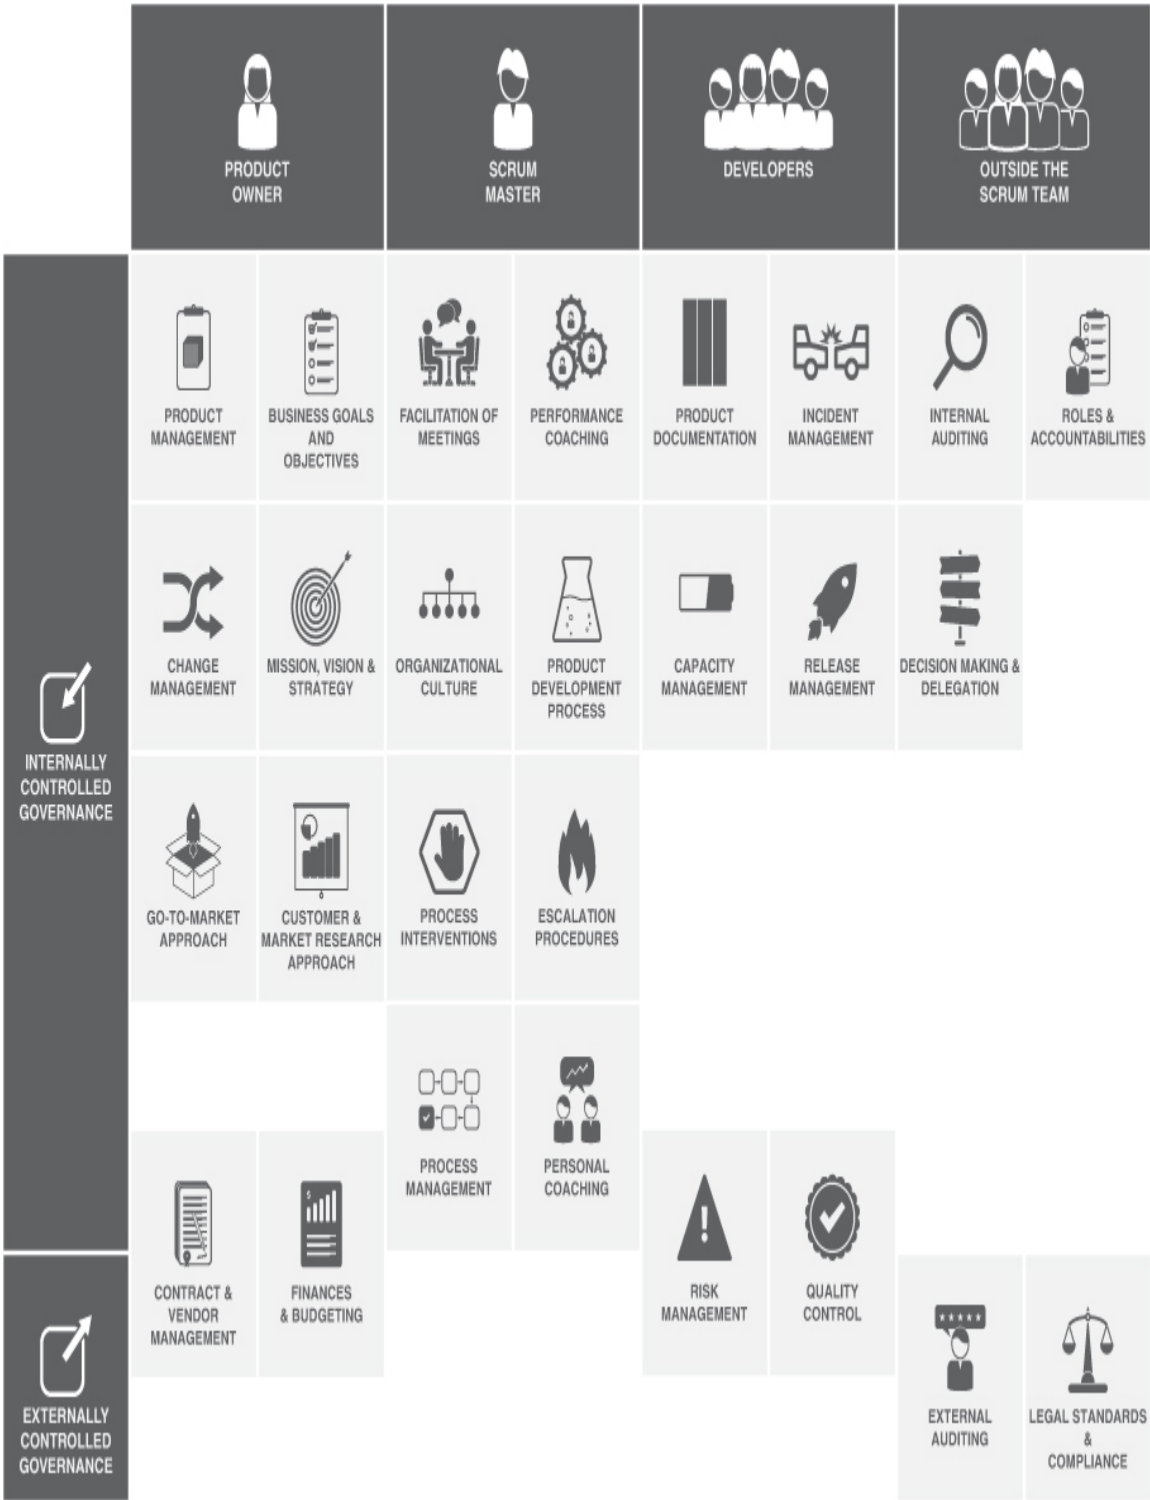 PRODUCT
OWNER
SCRUM
MASTER
DEVELOPERS
OUTSIDE THE
SCRUM TEAM
INTERNALLY
CONTROLLED
GOVERNANCE
PRODUCT
MANAGEMENT
BUSINESS GOALS
AND
OBJECTIVES
FACILITATION OF
MEETINGS
PERFORMANCE
COACHING
PRODUCT
DOCUMENTATION
INCIDENT
MANAGEMENT
INTERNAL
AUDITING
ROLES &
ACCOUNTABILITIES
CHANGE
MANAGEMENT
MISSION, VISION &
STRATEGY
ORGANIZATIONAL
CULTURE
PRODUCT
DEVELOPMENT
PROCESS
CAPACITY
MANAGEMENT
RELEASE
MANAGEMENT
DECISION MAKING &
DELEGATION
GO-TO-MARKET
APPROACH
CUSTOMER &
MARKET RESEARCH
APPROACH
PROCESS
INTERVENTIONS
ESCALATION
PROCEDURES
PROCESS
MANAGEMENT
PERSONAL
COACHING
CONTRACT &
VENDOR
MANAGEMENT
FINANCES
& BUDGETING
RISK
MANAGEMENT
QUALITY
CONTROL
EXTERNALLY
CONTROLLED
GOVERNANCE
EXTERNAL
AUDITING
LEGAL STANDARDS
&
COMPLIANCE